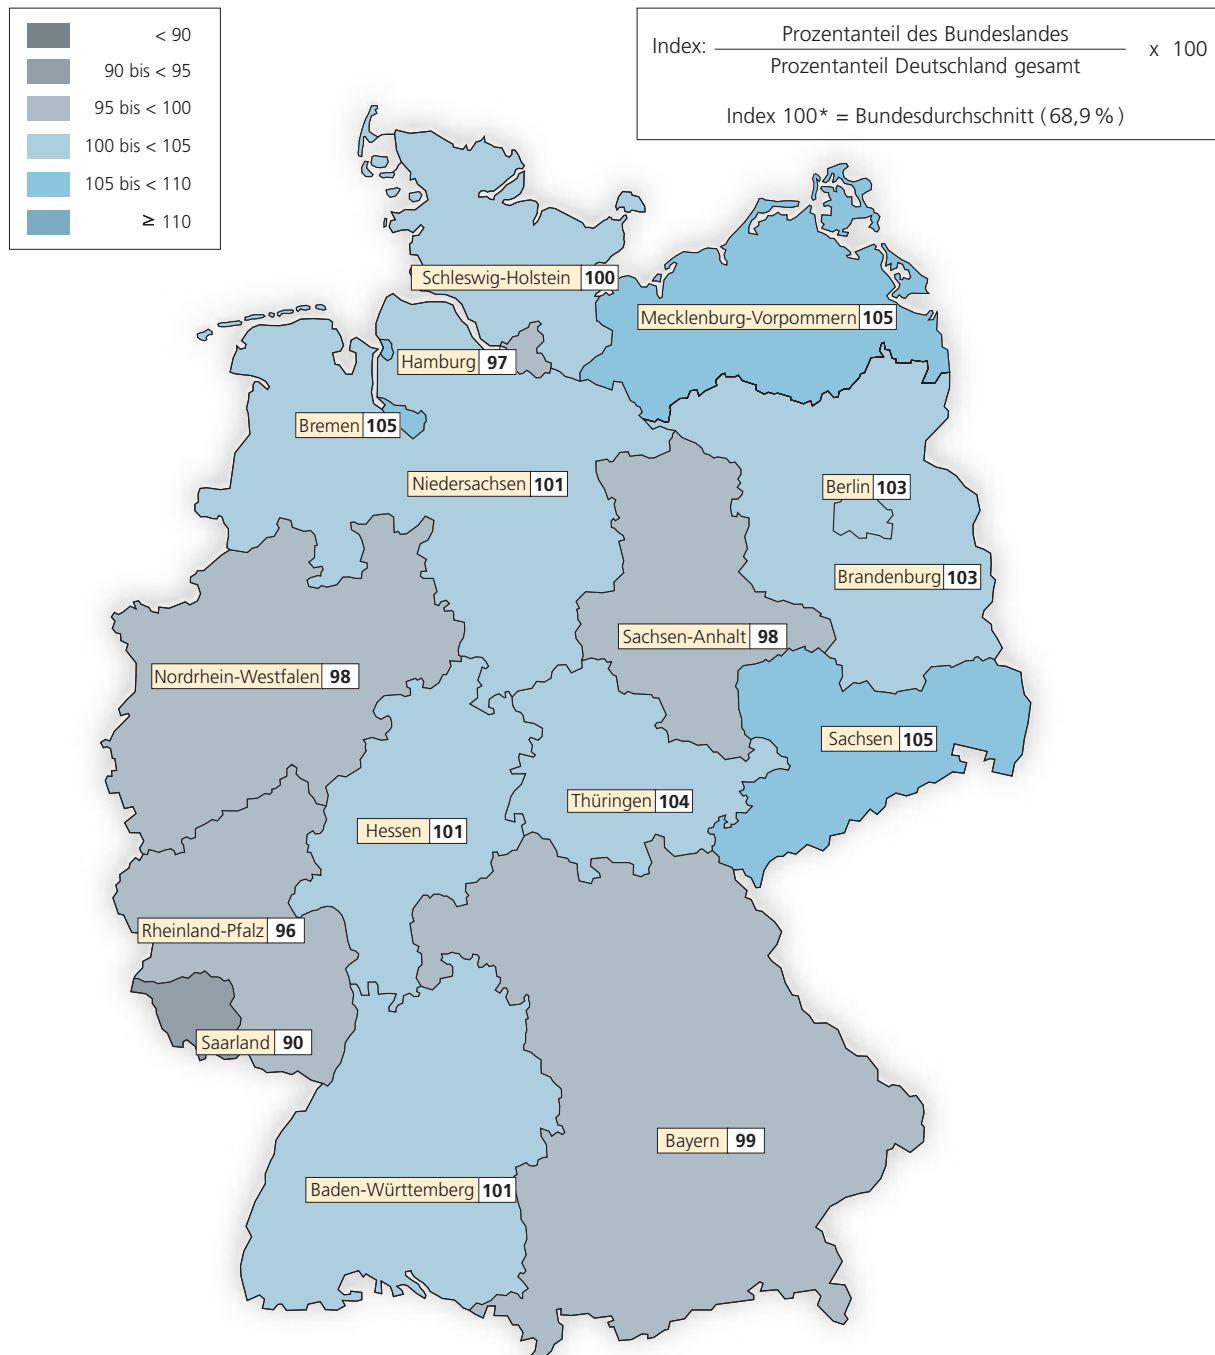 < 90
90 bis < 95
95 bis < 100
100 bis < 105
105 bis < 110
≥ 110
Index: Prozentanteil des Bundeslandes x 100
Prozentanteil Deutschland gesamt
Index 100* = Bundesdurchschnitt (68,9 %)
Schleswig-Holstein 100
Mecklenburg-Vorpommern 105
Hamburg 97
Bremen 105
Niedersachsen 101
Berlin 103
Brandenburg 103
Sachsen-Anhalt 98
Nordrhein-Westfalen 98
Sachsen 105
Thüringen 104
Hessen 101
Rheinland-Pfalz 96
Saarland 90
Bayern 99
Baden-Württemberg 101